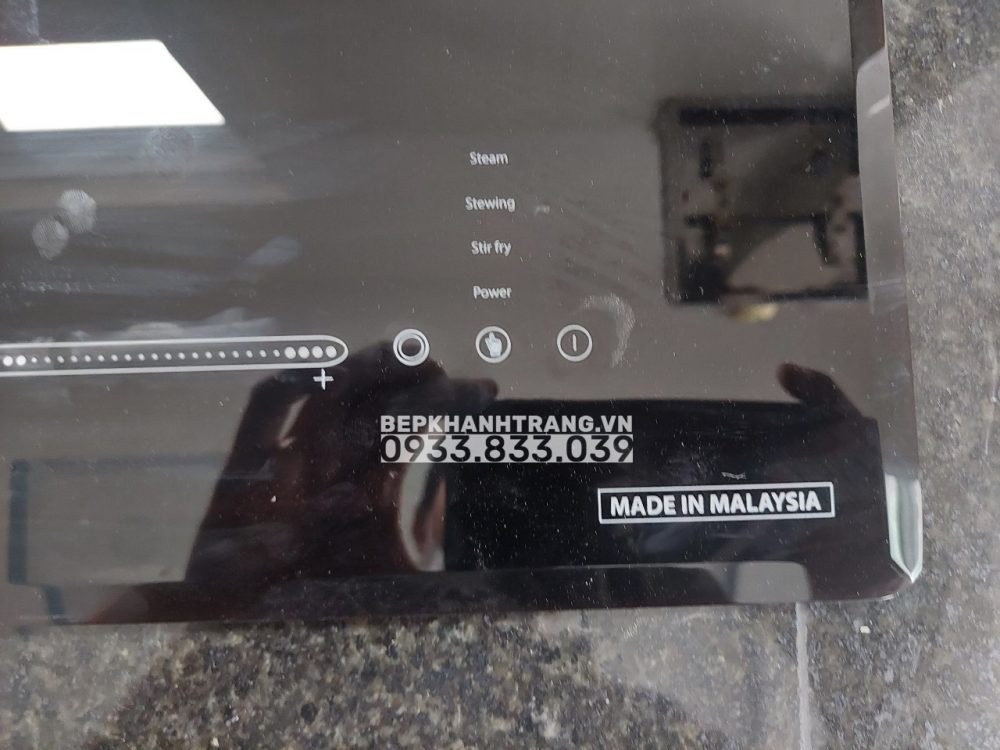 Steam
Stewing
Stir fry
Power
+
BEPKHANHTRANG.VN
0933.833.039
MADE IN MALAYSIA